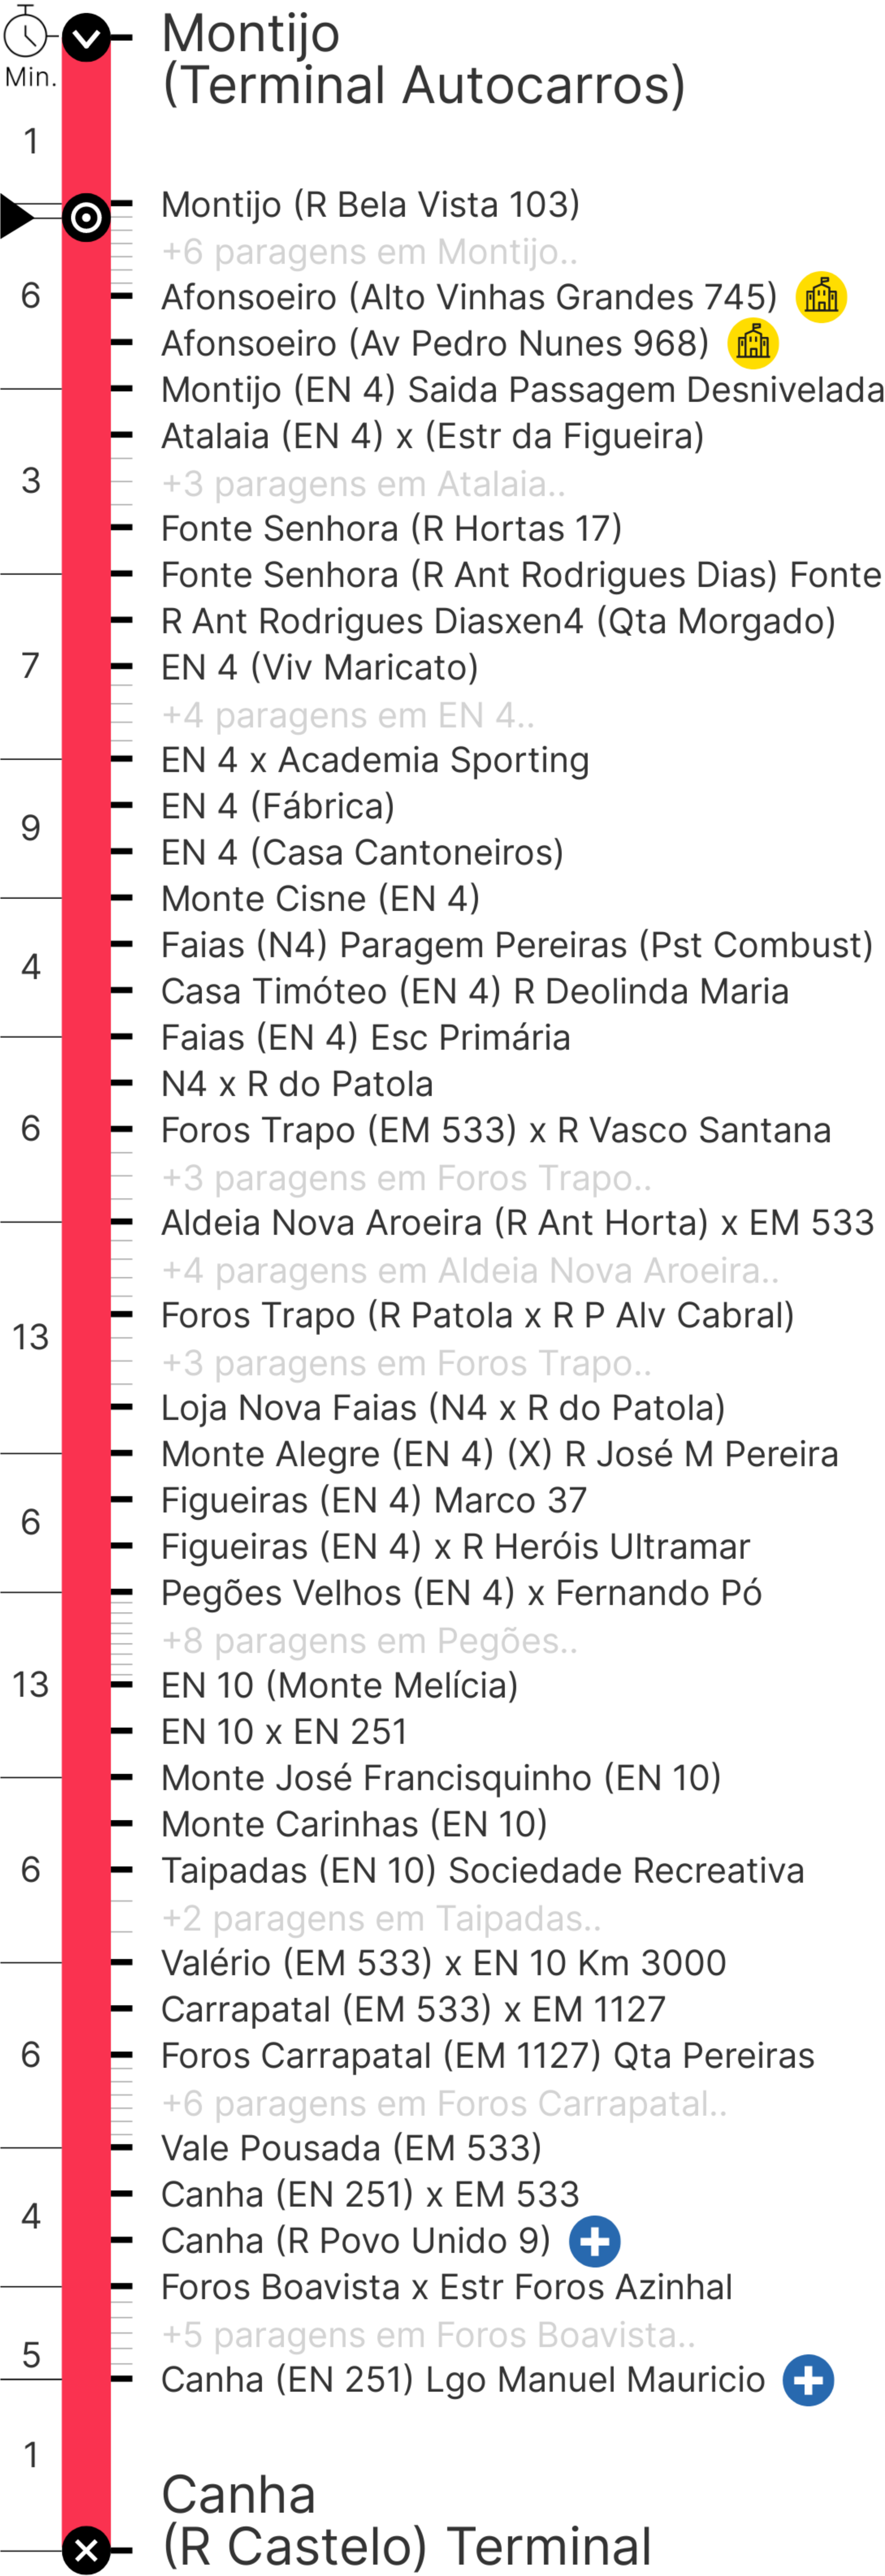 Montijo
(Terminal Autocarros)
Min.
1
Montijo (R Bela Vista 103)
+6 paragens em Montijo..
6
Afonsoeiro (Alto Vinhas Grandes 745)
Afonsoeiro (Av Pedro Nunes 968)
Montijo (EN 4) Saida Passagem Desnivelada
Atalaia (EN 4) x (Estr da Figueira)
3
+3 paragens em Atalaia..
Fonte Senhora (R Hortas 17)
Fonte Senhora (R Ant Rodrigues Dias) Fonte
R Ant Rodrigues Diasxen4 (Qta Morgado)
7
EN 4 (Viv Maricato)
+4 paragens em EN 4..
EN 4 x Academia Sporting
EN 4 (Fábrica)
9
EN 4 (Casa Cantoneiros)
Monte Cisne (EN 4)
Faias (N4) Paragem Pereiras (Pst Combust)
4
Casa Timóteo (EN 4) R Deolinda Maria
Faias (EN 4) Esc Primária
N4 x R do Patola
6
Foros Trapo (EM 533) x R Vasco Santana
+3 paragens em Foros Trapo..
Aldeia Nova Aroeira (R Ant Horta) x EM 533
+4 paragens em Aldeia Nova Aroeira..
Foros Trapo (R Patola x R P Alv Cabral)
13
+3 paragens em Foros Trapo..
Loja Nova Faias (N4 x R do Patola)
Monte Alegre (EN 4) (X) R José M Pereira
Figueiras (EN 4) Marco 37
6
Figueiras (EN 4) x R Heróis Ultramar
Pegões Velhos (EN 4) x Fernando Pó
+8 paragens em Pegões..
13
EN 10 (Monte Melícia)
EN 10 x EN 251
Monte José Francisquinho (EN 10)
Monte Carinhas (EN 10)
6
Taipadas (EN 10) Sociedade Recreativa
+2 paragens em Taipadas..
Valério (EM 533) x EN 10 Km 3000
Carrapatal (EM 533) x EM 1127
6
Foros Carrapatal (EM 1127) Qta Pereiras
+6 paragens em Foros Carrapatal..
Vale Pousada (EM 533)
Canha (EN 251) x EM 533
4
Canha (R Povo Unido 9)
Foros Boavista x Estr Foros Azinhal
+5 paragens em Foros Boavista..
5
Canha (EN 251) Lgo Manuel Mauricio
1
Canha
(R Castelo) Terminal